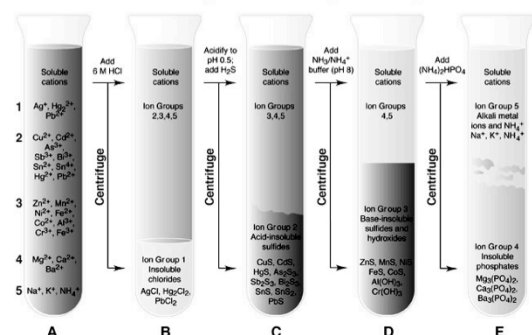 Soluble
cations
1
Ag⁺, Hg₂²⁺,
Pb²⁺
2
Cu²⁺, Cd²⁺,
As³⁺,
Sb³⁺, Bi³⁺,
Sn²⁺, Sn⁴⁺,
Hg²⁺, Pb²⁺
3
Zn²⁺, Mn²⁺,
Ni²⁺, Fe²⁺,
Co²⁺, Al³⁺,
Cr³⁺, Fe³⁺
4
Mg²⁺, Ca²⁺,
Ba²⁺
5
Na⁺, K⁺, NH₄⁺
A
Add
6 M HCl
Centrifuge
Soluble
cations
Ion Groups
2,3,4,5
Ion Group 1
Insoluble
chlorides
AgCl, Hg₂Cl₂,
PbCl₂
B
Acidify to
pH 0.5;
add H₂S
Centrifuge
Soluble
cations
Ion Groups
3,4,5
Ion Group 2
Acid-insoluble
sulfides
CuS, CdS,
HgS, As₂S₃,
Sb₂S₃, Bi₂S₃,
SnS, SnS₂,
PbS
C
Add
NH₃/NH₄⁺
buffer (pH 8)
Centrifuge
Soluble
cations
Ion Groups
4,5
Ion Group 3
Base-insoluble
sulfides and
hydroxides
ZnS, MnS, NiS
FeS, CoS,
Al(OH)₃,
Cr(OH)₃
D
Add
(NH₄)₂HPO₄
Centrifuge
Soluble
cations
Ion Group 5
Alkali metal
ions and NH₄⁺
Na⁺, K⁺, NH₄⁺
Ion Group 4
Insoluble
phosphates
Mg₃(PO₄)₂,
Ca₃(PO₄)₂,
Ba₃(PO₄)₂
E